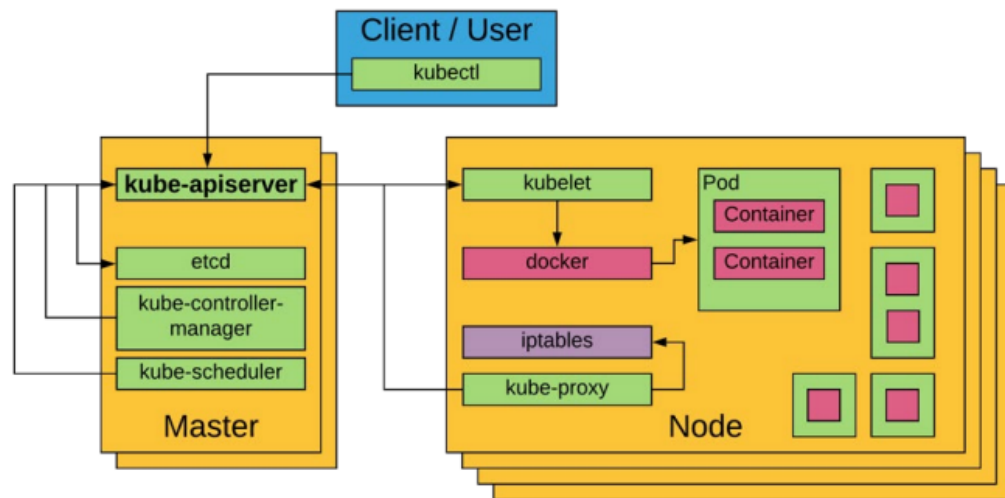 Client / User
kubectl
kube-apiserver
etcd
kube-controller-
manager
kube-scheduler
Master
kubelet
docker
iptables
kube-proxy
Pod
Container
Container
Node